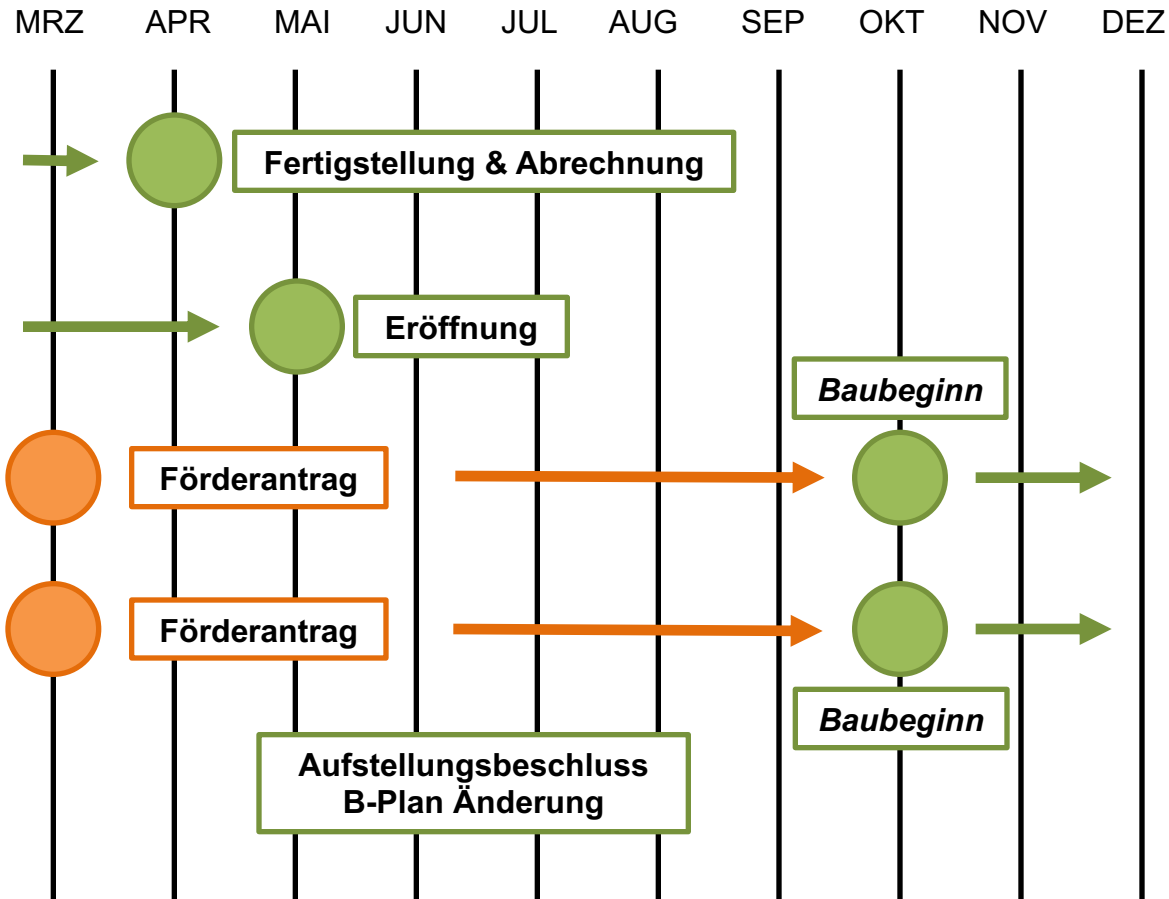 MRZ APR MAI JUN JUL AUG SEP OKT NOV DEZ
Fertigstellung & Abrechnung
Eröffnung
Baubeginn
Förderantrag
Förderantrag
Baubeginn
Aufstellungsbeschluss
B-Plan Änderung